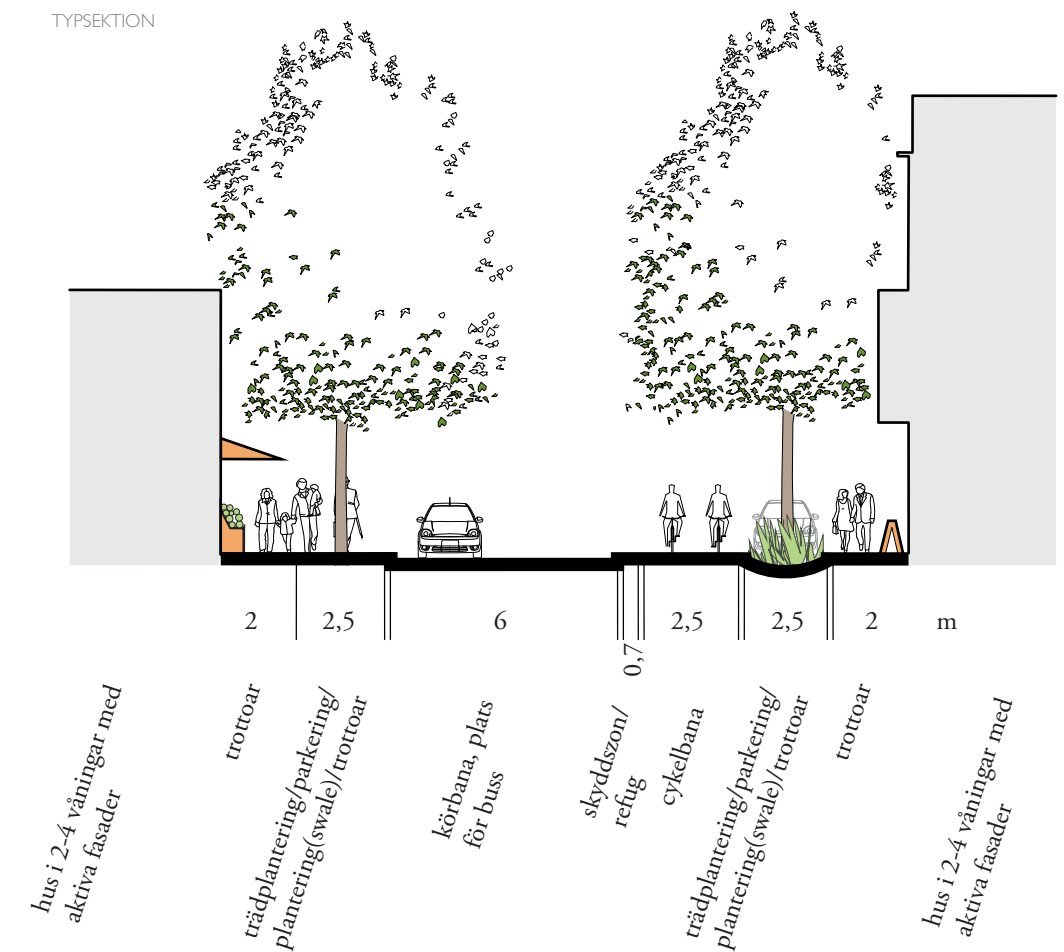 TYPSEKTION
2
2,5
6
0,7
2,5
2,5
2
m
hus i 2-4 våningar med
aktiva fasader
trottoar
trädplantering/parkering/
plantering(swale)/trottoar
körbana, plats
för buss
skyddszon/
refug
cykelbana
trädplantering/parkering/
plantering(swale)/trottoar
trottoar
hus i 2-4 våningar med
aktiva fasader